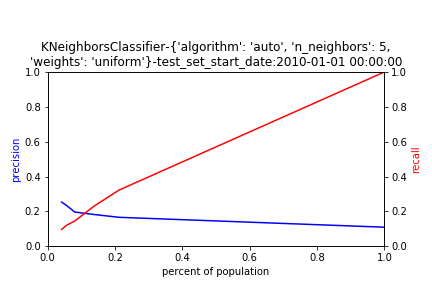 KNeighborsClassifier-{'algorithm': 'auto', 'n_neighbors': 5,
'weights': 'uniform'}-test_set_start_date:2010-01-01 00:00:00
1.0
0.8
0.6
0.4
0.2
0.0
precision
0.0 0.2 0.4 0.6 0.8 1.0
percent of population
1.0
0.8
0.6
0.4
0.2
0.0
recall